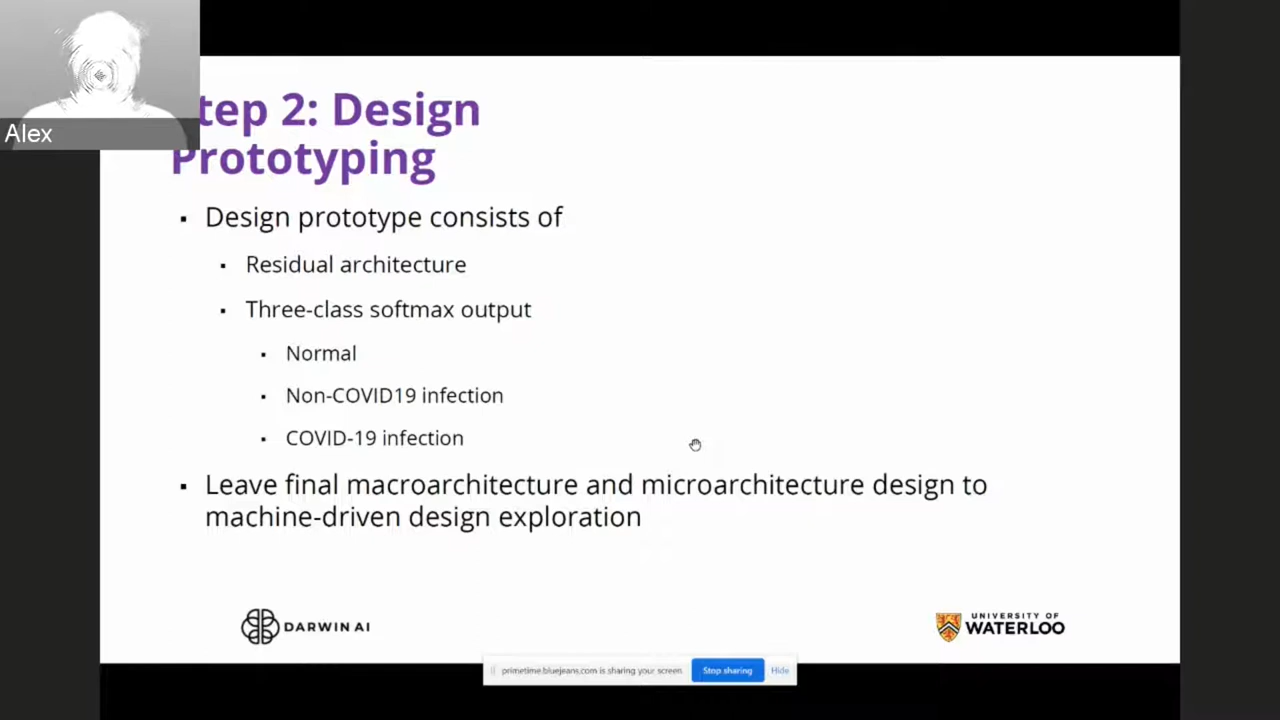 Alex
tep 2: Design
Prototyping
▪ Design prototype consists of
▪ Residual architecture
▪ Three-class softmax output
▪ Normal
▪ Non-COVID19 infection
▪ COVID-19 infection
▪ Leave final macroarchitecture and microarchitecture design to
machine-driven design exploration
DARWIN AI
UNIVERSITY OF
WATERLOO
primetime.bluejeans.com is sharing your screen.
Stop sharing
Hide